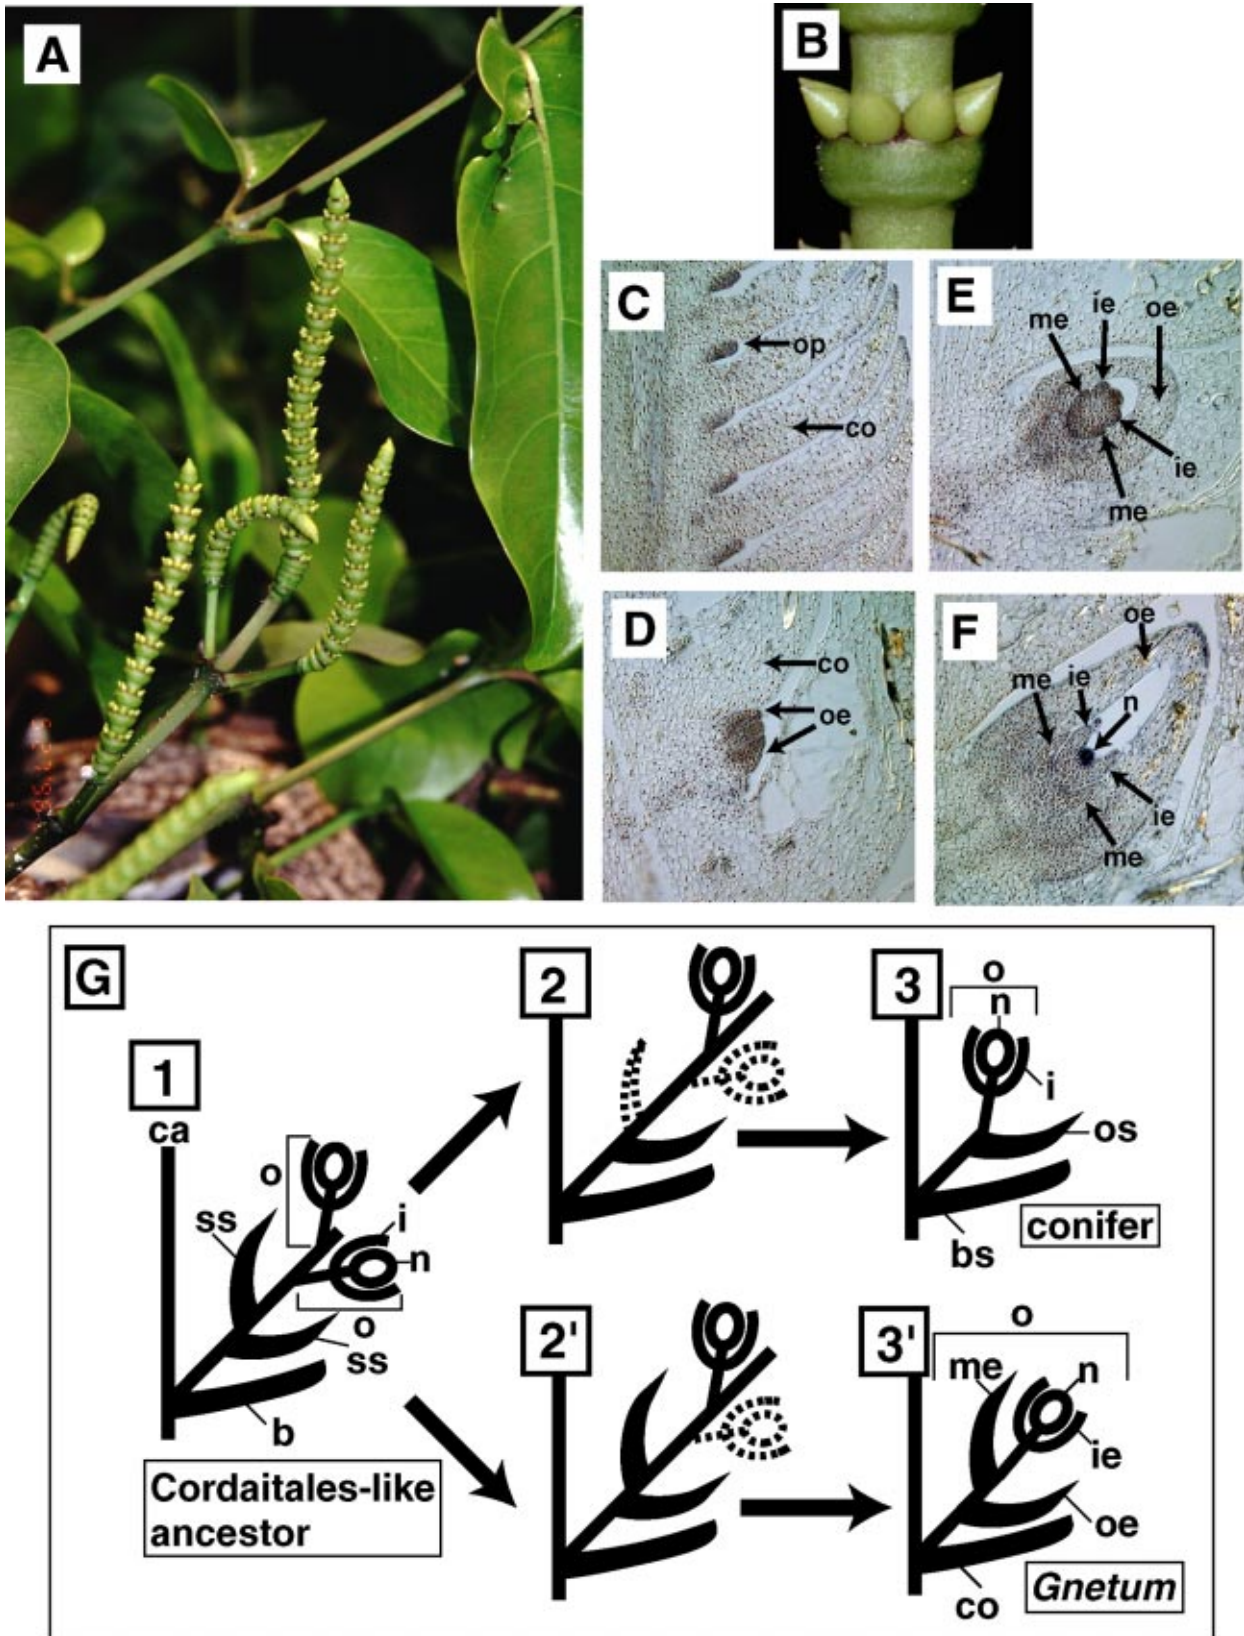 A
B
C
op
co
E
me
ie
oe
ie
me
D
co
oe
F
oe
me
ie
n
ie
me
G
1
ca
o
ss
i
n
o
ss
b
Cordaitales-like
ancestor
2
3
o
n
i
os
bs
conifer
2'
3'
o
me
n
ie
oe
co
Gnetum